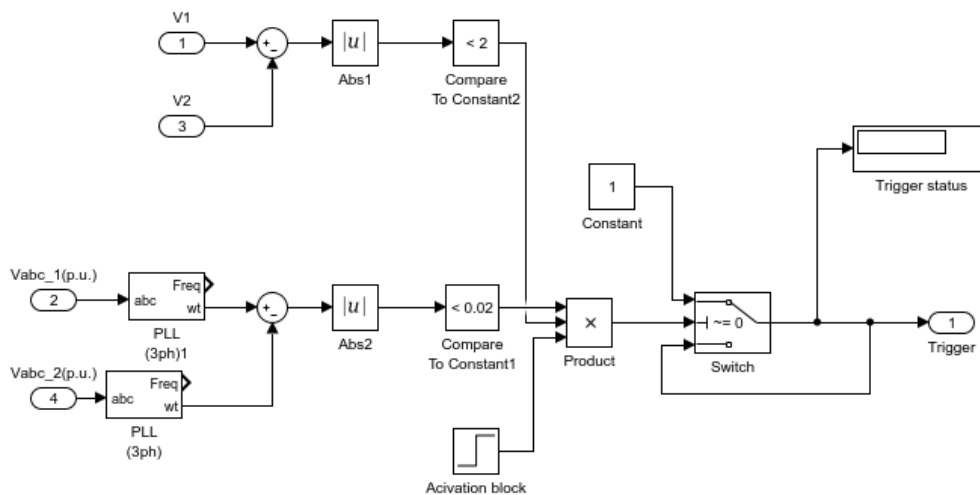 V1
1
|u|
< 2
Abs1
Compare
To Constant2
V2
3
1
Constant
Trigger status
Vabc_1(p.u.)
2
abc
Freq
wt
PLL
(3ph)1
+
-
|u|
Abs2
< 0.02
Compare
To Constant1
×
Product
~= 0
Switch
1
Trigger
Vabc_2(p.u.)
4
abc
Freq
wt
PLL
(3ph)
Acivation block
+
-